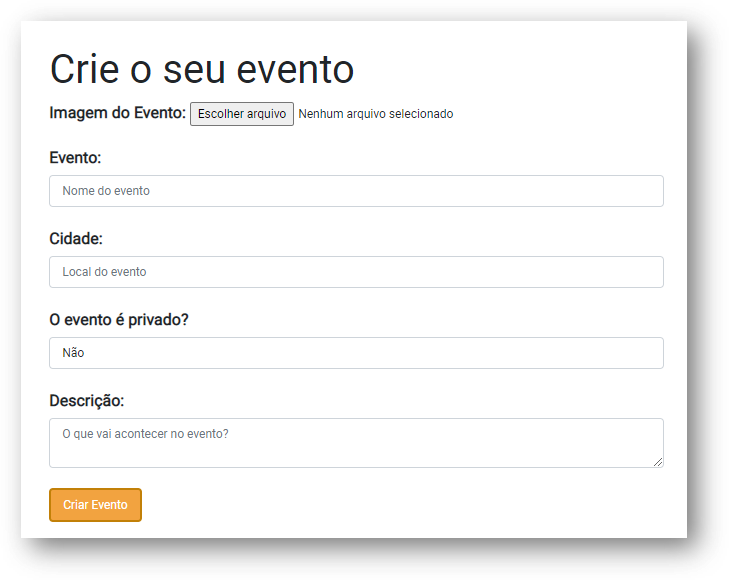 Crie o seu evento
Imagem do Evento: Escolher arquivo Nenhum arquivo selecionado
Evento:
Nome do evento
Cidade:
Local do evento
O evento é privado?
Não
Descrição:
O que vai acontecer no evento?
Criar Evento